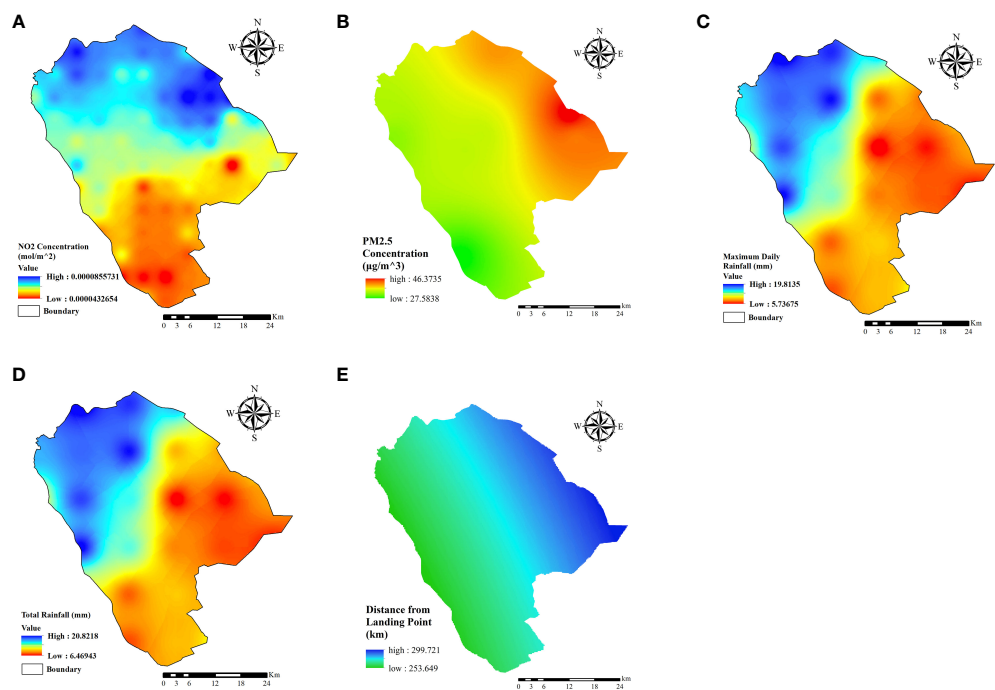 A
N
W E
S
NO2 Concentration
(mol/m^2)
Value
High : 0.0000855731
Low : 0.0000432654
Boundary
Km
0 3 6 12 18 24
B
N
W E
S
PM2.5
Concentration
(µg/m^3)
high : 46.3735
low : 27.5838
km
0 3 6 12 18 24
C
N
W E
S
Maximum Daily
Rainfall (mm)
Value
High : 19.8135
Low : 5.73675
Boundary
Km
0 3 6 12 18 24
D
N
W E
S
Total Rainfall (mm)
Value
High : 20.8218
Low : 6.46943
Boundary
Km
0 3 6 12 18 24
E
N
W E
S
Distance from
Landing Point
(km)
high : 299.721
low : 253.649
km
0 3 6 12 18 24